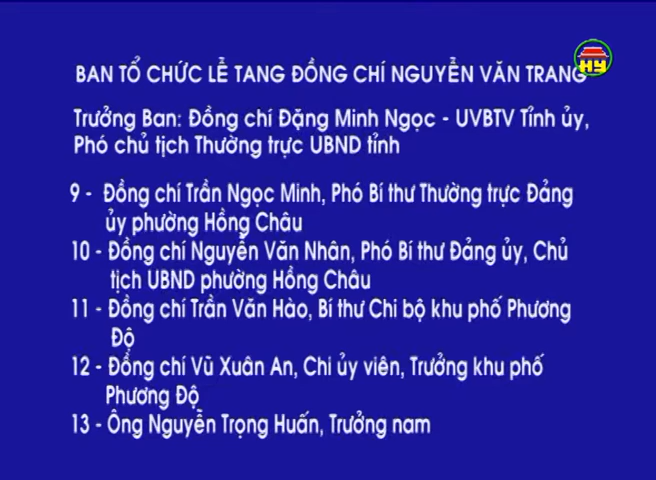 HY
BAN TỔ CHỨC LỄ TANG ĐỒNG CHÍ NGUYỄN VĂN TRANG
Trưởng Ban: Đồng chí Đặng Minh Ngọc - UVBTV Tỉnh ủy,
Phó chủ tịch Thường trực UBND tỉnh
9 - Đồng chí Trần Ngọc Minh, Phó Bí thư Thường trực Đảng
ủy phường Hồng Châu
10 - Đồng chí Nguyễn Văn Nhân, Phó Bí thư Đảng ủy, Chủ
tịch UBND phường Hồng Châu
11 - Đồng chí Trần Văn Hào, Bí thư Chi bộ khu phố Phương
Độ
12 - Đồng chí Vũ Xuân An, Chi ủy viên, Trưởng khu phố
Phương Độ
13 - Ông Nguyễn Trọng Huấn, Trưởng nam